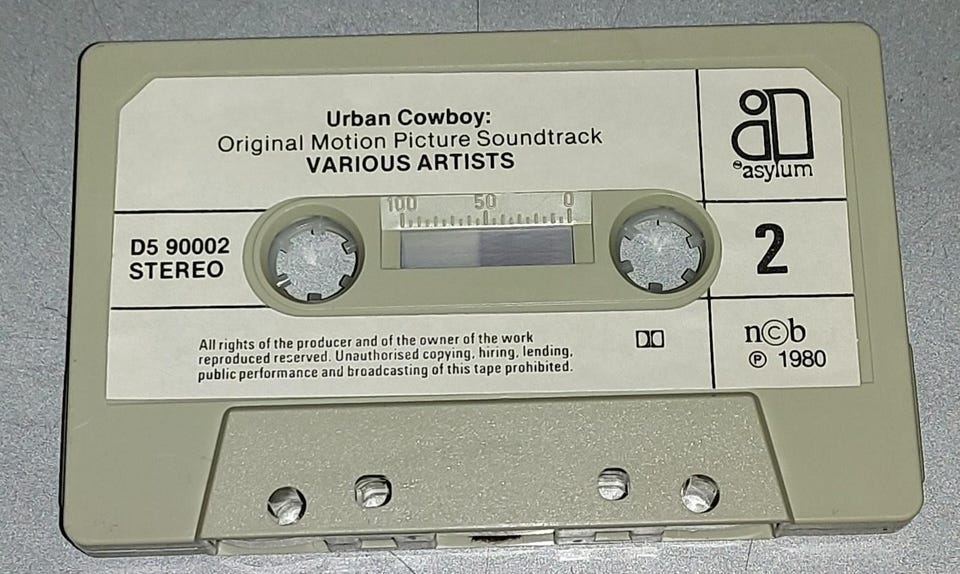 Urban Cowboy:
Original Motion Picture Soundtrack
VARIOUS ARTISTS
asylum
D5 90002
STEREO
100 50 0
2
All rights of the producer and of the owner of the work
reproduced reserved. Unauthorised copying, hiring, lending,
public performance and broadcasting of this tape prohibited.
n©b
℗ 1980